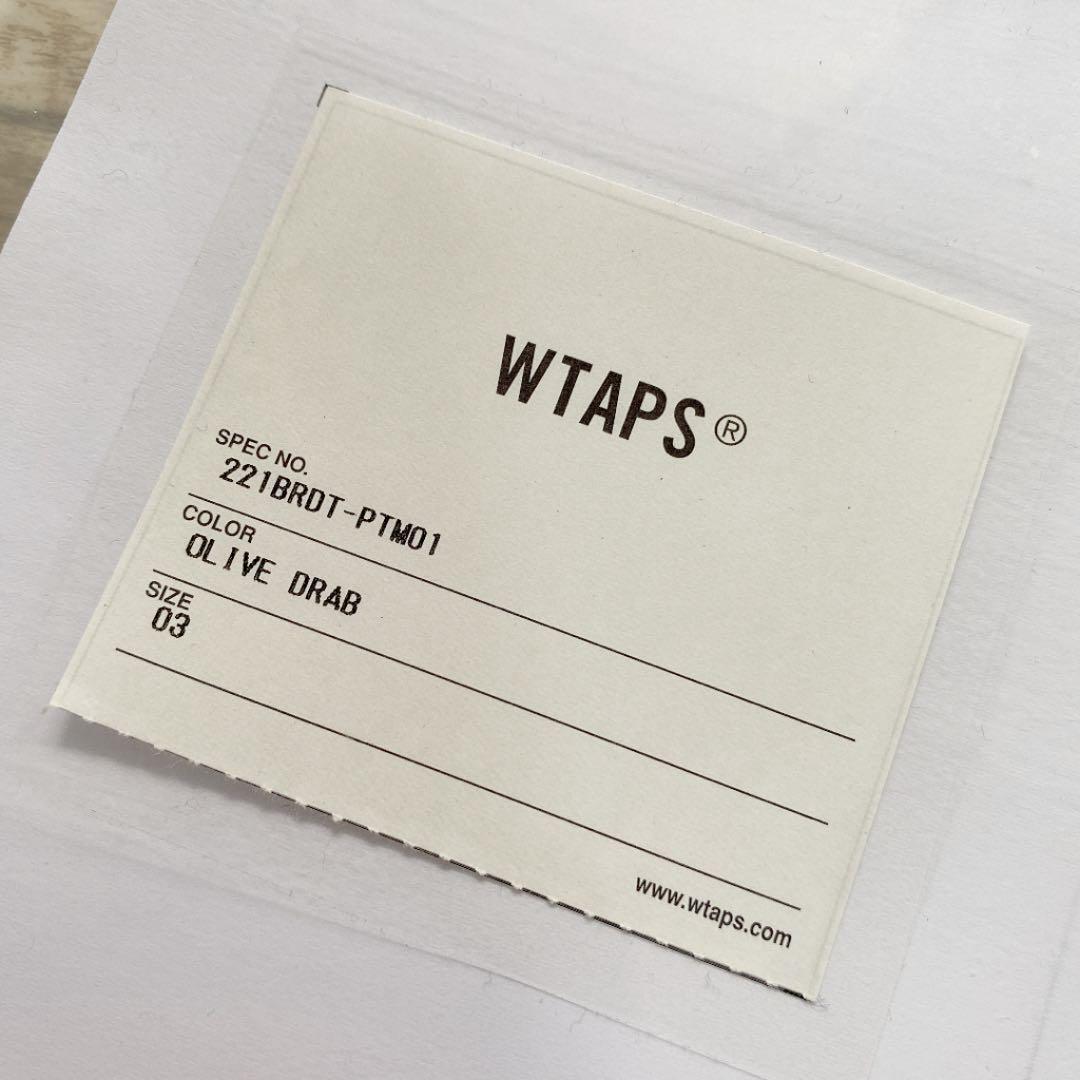 WTAPS®
SPEC NO.
221BRDT-PTM01
COLOR
OLIVE DRAB
SIZE
03
www.wtaps.com